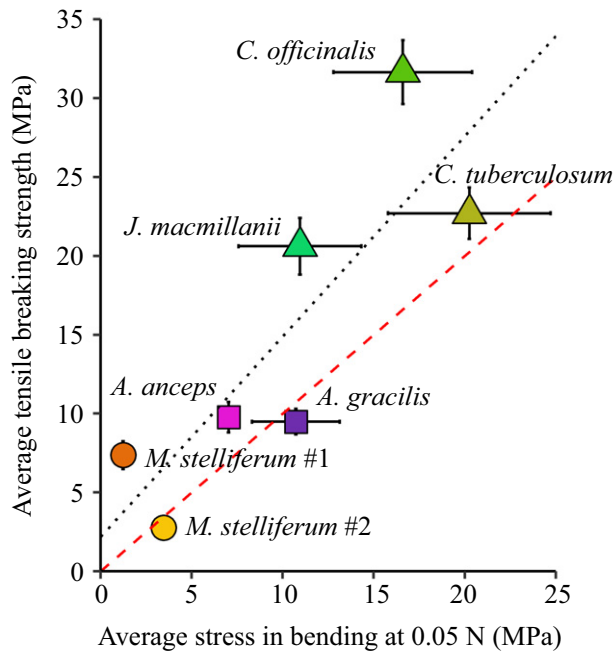 Average tensile breaking strength (MPa)
35
30
25
20
15
10
5
0
C. officinalis
C. tuberculosum
J. macmillanii
A. anceps
A. gracilis
M. stelliferum #1
M. stelliferum #2
0 5 10 15 20 25
Average stress in bending at 0.05 N (MPa)